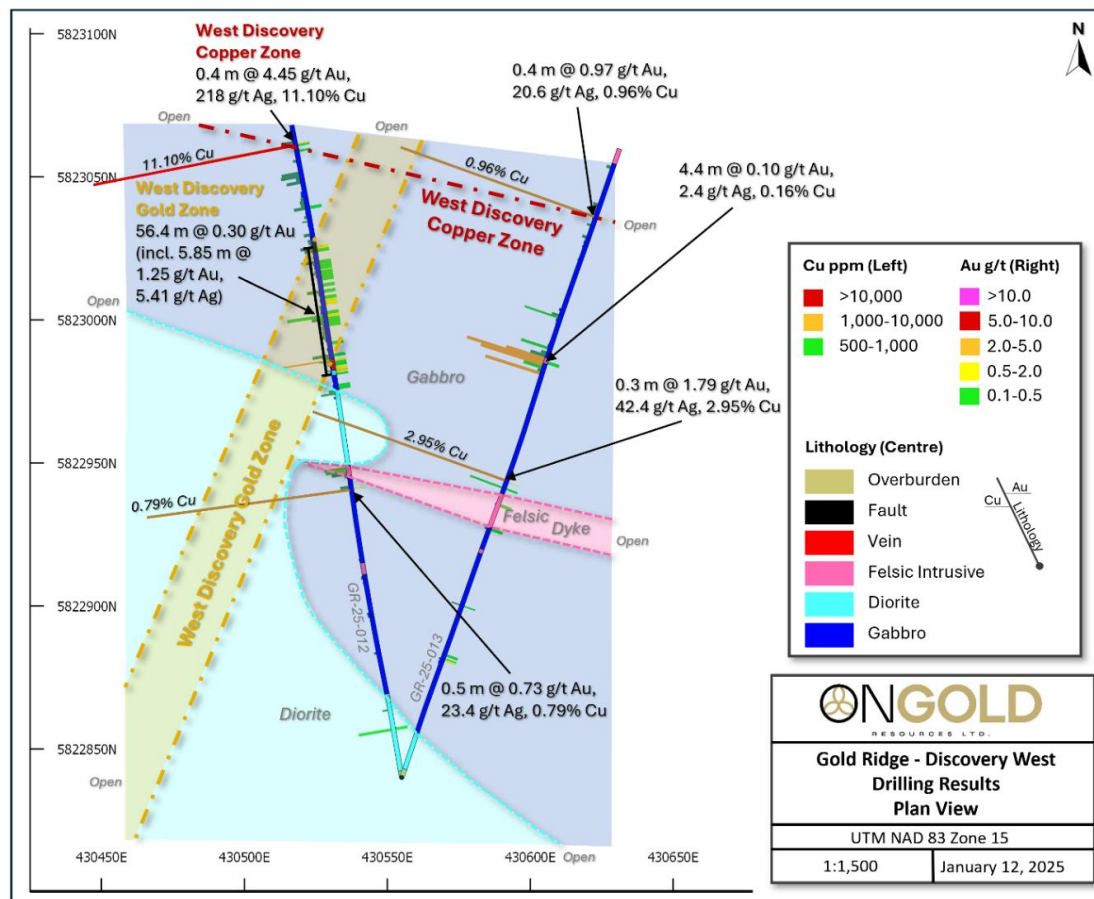 5823100N
5823050N
5823000N
5822950N
5822900N
5822850N
430450E
430500E
430550E
430600E
430650E
N
West Discovery
Copper Zone
0.4 m @ 4.45 g/t Au,
218 g/t Ag, 11.10% Cu
0.4 m @ 0.97 g/t Au,
20.6 g/t Ag, 0.96% Cu
Open
Open
11.10% Cu
0.96% Cu
4.4 m @ 0.10 g/t Au,
2.4 g/t Ag, 0.16% Cu
West Discovery
Gold Zone
56.4 m @ 0.30 g/t Au
(incl. 5.85 m @
1.25 g/t Au,
5.41 g/t Ag)
West Discovery
Copper Zone
Open
Open
Gabbro
0.3 m @ 1.79 g/t Au,
42.4 g/t Ag, 2.95% Cu
2.95% Cu
0.79% Cu
West Discovery Gold Zone
Felsic
Dyke
Open
GR-25-012
GR-25-013
0.5 m @ 0.73 g/t Au,
23.4 g/t Ag, 0.79% Cu
Diorite
Open
Open
Cu ppm (Left)
>10,000
1,000-10,000
500-1,000
Au g/t (Right)
>10.0
5.0-10.0
2.0-5.0
0.5-2.0
0.1-0.5
Lithology (Centre)
Overburden
Fault
Vein
Felsic Intrusive
Diorite
Gabbro
Au
Cu
Lithology
ONGOLD
RESOURCES LTD.
Gold Ridge - Discovery West
Drilling Results
Plan View
UTM NAD 83 Zone 15
1:1,500
January 12, 2025